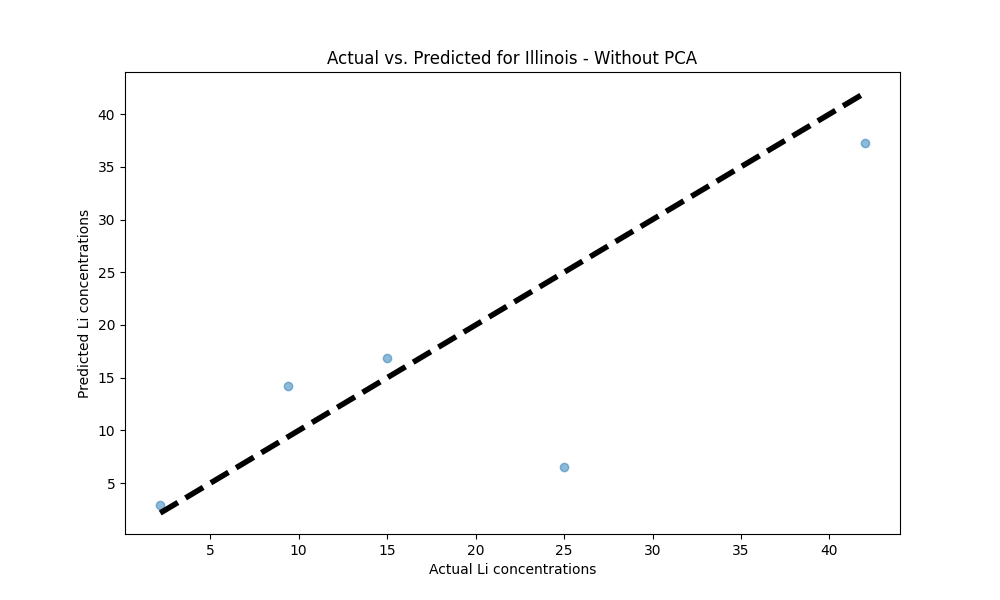 Actual vs. Predicted for Illinois - Without PCA
Predicted Li concentrations
40
35
30
25
20
15
10
5
5 10 15 20 25 30 35 40
Actual Li concentrations